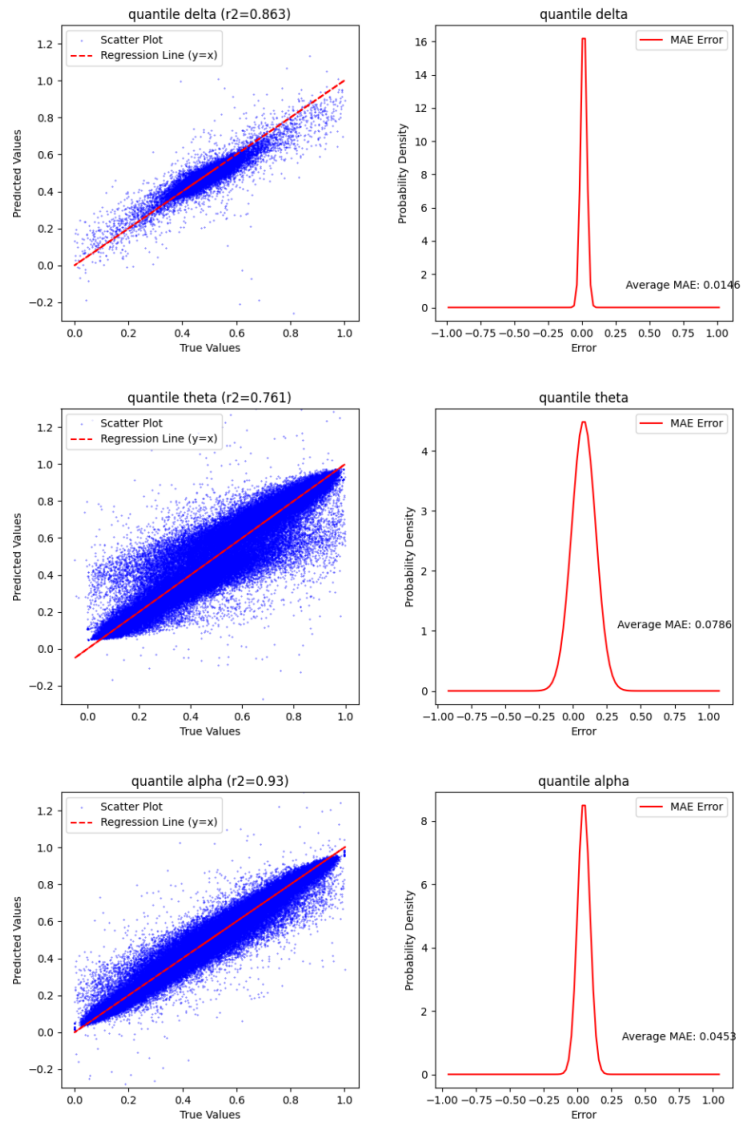 quantile delta (r2=0.863)
Scatter Plot
Regression Line (y=x)
1.2
1.0
0.8
0.6
0.4
0.2
0.0
−0.2
Predicted Values
0.0 0.2 0.4 0.6 0.8 1.0
True Values
quantile delta
MAE Error
16
14
12
10
8
6
4
2
0
Probability Density
Average MAE: 0.0146
−1.00 −0.75 −0.50 −0.25 0.00 0.25 0.50 0.75 1.00
Error
quantile theta (r2=0.761)
Scatter Plot
Regression Line (y=x)
1.2
1.0
0.8
0.6
0.4
0.2
0.0
−0.2
Predicted Values
0.0 0.2 0.4 0.6 0.8 1.0
True Values
quantile theta
MAE Error
4
3
2
1
0
Probability Density
Average MAE: 0.0786
−1.00 −0.75 −0.50 −0.25 0.00 0.25 0.50 0.75 1.00
Error
quantile alpha (r2=0.93)
Scatter Plot
Regression Line (y=x)
1.2
1.0
0.8
0.6
0.4
0.2
0.0
−0.2
Predicted Values
0.0 0.2 0.4 0.6 0.8 1.0
True Values
quantile alpha
MAE Error
8
6
4
2
0
Probability Density
Average MAE: 0.0453
−1.00 −0.75 −0.50 −0.25 0.00 0.25 0.50 0.75 1.00
Error